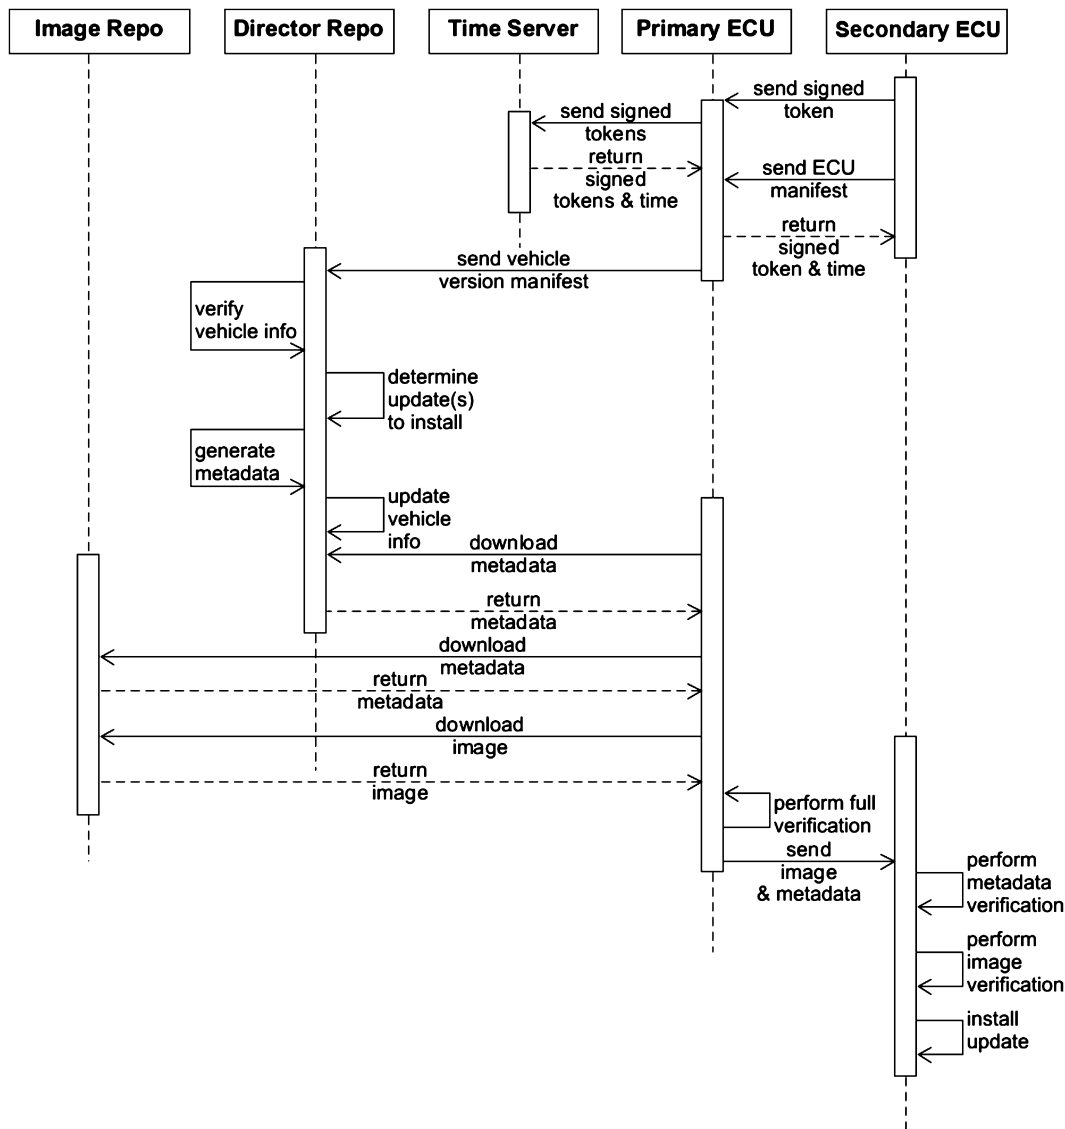 Image Repo
Director Repo
Time Server
Primary ECU
Secondary ECU
send signed
token
send signed
tokens
return
signed
tokens & time
send ECU
manifest
return
signed
token & time
send vehicle
version manifest
verify
vehicle info
determine
update(s)
to install
generate
metadata
update
vehicle
info
download
metadata
return
metadata
download
metadata
return
metadata
download
image
return
image
perform full
verification
send
image
& metadata
perform
metadata
verification
perform
image
verification
install
update